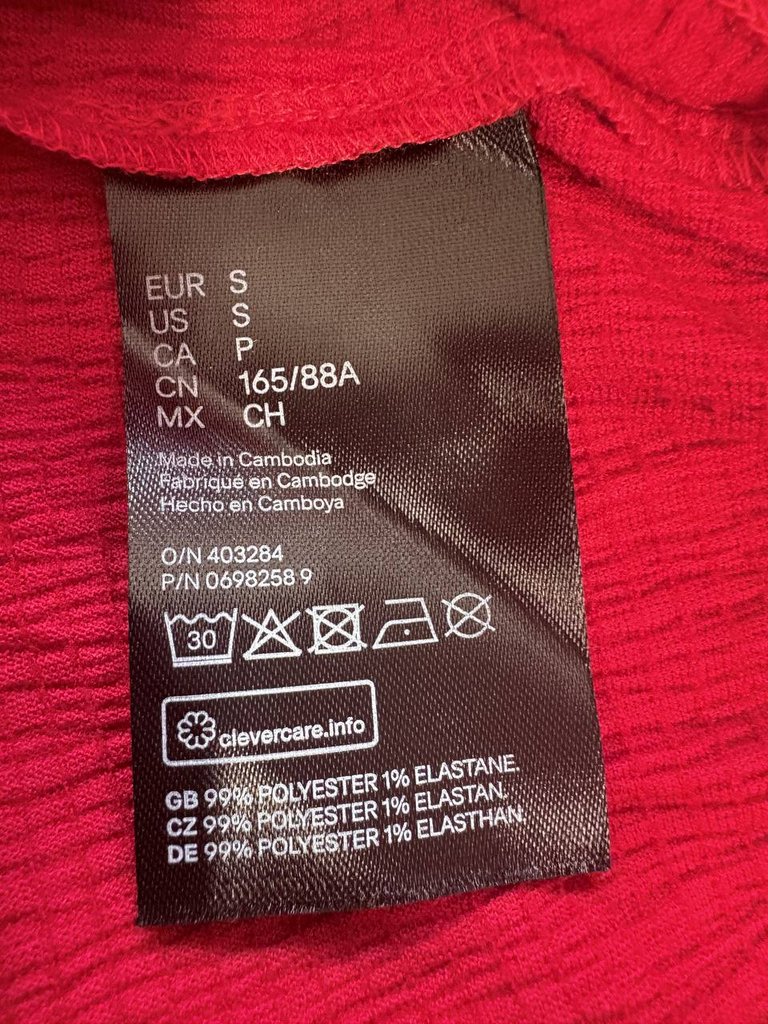 EUR S
US S
CA P
CN 165/88A
MX CH
Made in Cambodia
Fabriqué en Cambodge
Hecho en Camboya
O/N 403284
P/N 0698258 9
30
clevercare.info
GB 99% POLYESTER 1% ELASTANE.
CZ 99% POLYESTER 1% ELASTAN.
DE 99% POLYESTER 1% ELASTHAN.